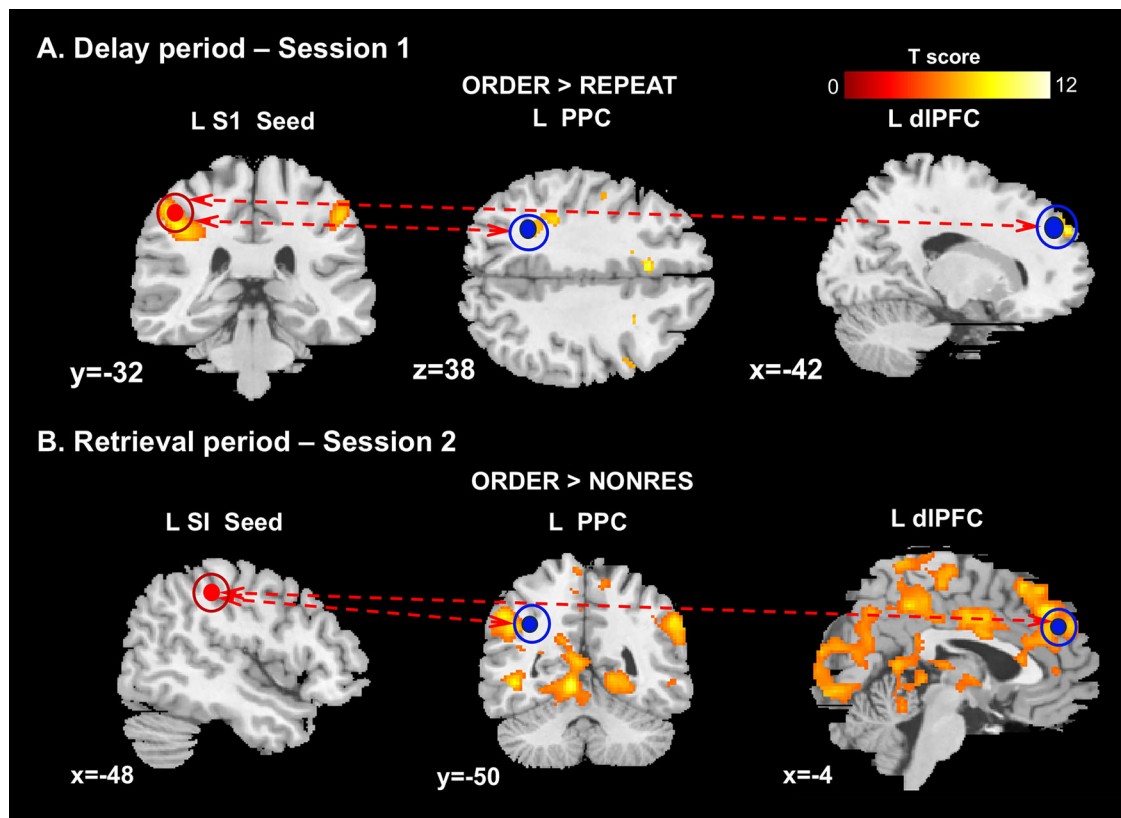 A. Delay period – Session 1
T score
0
12
ORDER > REPEAT
L S1 Seed
L PPC
L dlPFC
y=-32
z=38
x=-42
B. Retrieval period – Session 2
ORDER > NONRES
L SI Seed
L PPC
L dlPFC
x=-48
y=-50
x=-4